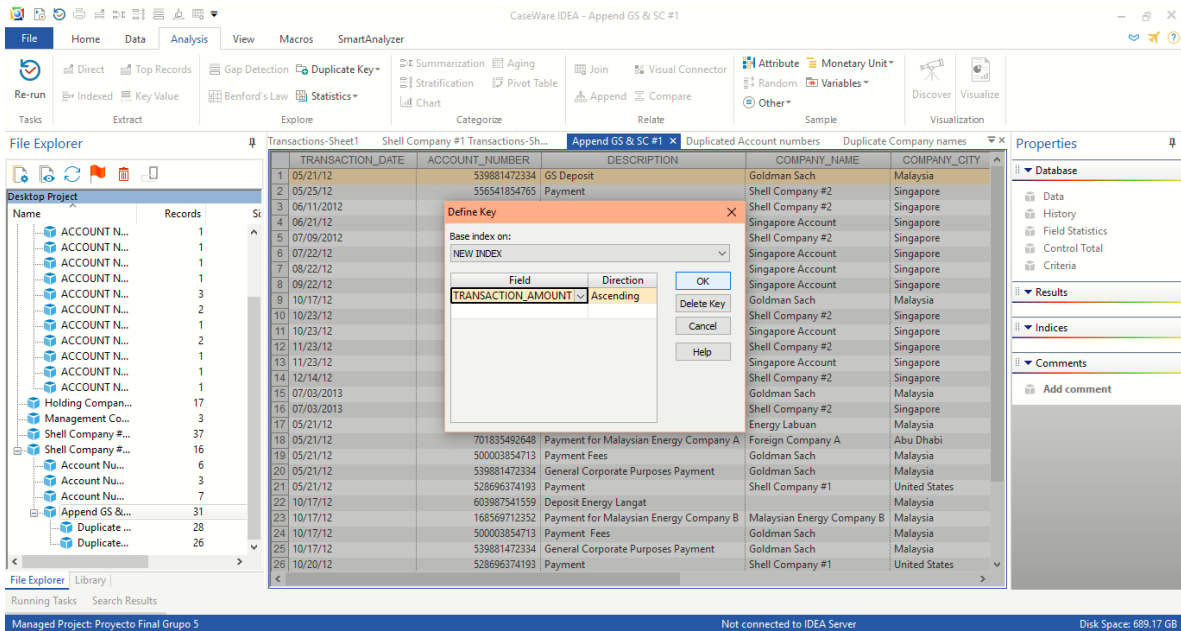 CaseWare IDEA - Append GS & SC #1
File Home Data Analysis View Macros SmartAnalyzer
Re-run
Tasks
Direct Top Records
Indexed Key Value
Extract
Gap Detection Duplicate Key
Benford's Law Statistics
Explore
Summarization Aging
Stratification Pivot Table
Chart
Categorize
Join Visual Connector
Append Compare
Relate
Attribute Monetary Unit
Random Variables
Other
Sample
Discover Visualize
Visualization
File Explorer
Desktop Project
Name Records Si
ACCOUNT N... 1
ACCOUNT N... 1
ACCOUNT N... 1
ACCOUNT N... 1
ACCOUNT N... 3
ACCOUNT N... 2
ACCOUNT N... 1
ACCOUNT N... 2
ACCOUNT N... 1
ACCOUNT N... 1
ACCOUNT N... 1
Holding Compan... 17
Management Co... 3
Shell Company #... 37
Shell Company #... 16
Account Nu... 6
Account Nu... 3
Account Nu... 7
Append GS &... 31
Duplicate ... 28
Duplicate... 26
File Explorer Library
Running Tasks Search Results
Transactions-Sheet1 Shell Company #1 Transactions-Sh... Append GS & SC #1 Duplicated Account numbers Duplicate Company names
TRANSACTION_DATE ACCOUNT_NUMBER DESCRIPTION COMPANY_NAME COMPANY_CITY
1 05/21/12 539881472334 GS Deposit Goldman Sach Malaysia
2 05/25/12 556541854765 Payment Shell Company #2 Singapore
3 06/11/2012 Shell Company #2 Singapore
4 06/21/12 Singapore Account Singapore
5 07/09/2012 Shell Company #2 Singapore
6 07/22/12 Singapore Account Singapore
7 08/22/12 Singapore Account Singapore
8 09/22/12 Singapore Account Singapore
9 10/17/12 Goldman Sach Malaysia
10 10/23/12 Shell Company #2 Singapore
11 10/23/12 Singapore Account Singapore
12 11/23/12 Shell Company #2 Singapore
13 11/23/12 Singapore Account Singapore
14 12/14/12 Shell Company #2 Singapore
15 07/03/2013 Goldman Sach Malaysia
16 07/03/2013 Shell Company #2 Singapore
17 05/21/12 Energy Labuan Malaysia
18 05/21/12 701835492648 Payment for Malaysian Energy Company A Foreign Company A Abu Dhabi
19 05/21/12 500003854713 Payment Fees Goldman Sach Malaysia
20 05/21/12 539881472334 General Corporate Purposes Payment Goldman Sach Malaysia
21 05/21/12 528696374193 Payment Shell Company #1 United States
22 10/17/12 603987541559 Deposit Energy Langat Malaysia
23 10/17/12 168569712352 Payment for Malaysian Energy Company B Malaysian Energy Company B Malaysia
24 10/17/12 500003854713 Payment Fees Goldman Sach Malaysia
25 10/17/12 539881472334 General Corporate Purposes Payment Goldman Sach Malaysia
26 10/20/12 528696374193 Payment Shell Company #1 United States
Define Key
Base index on:
NEW INDEX
Field Direction
TRANSACTION_AMOUNT Ascending
OK
Delete Key
Cancel
Help
Properties
Database
Data
History
Field Statistics
Control Total
Criteria
Results
Indices
Comments
Add comment
Managed Project: Proyecto Final Grupo 5 Not connected to IDEA Server Disk Space: 689.17 GB